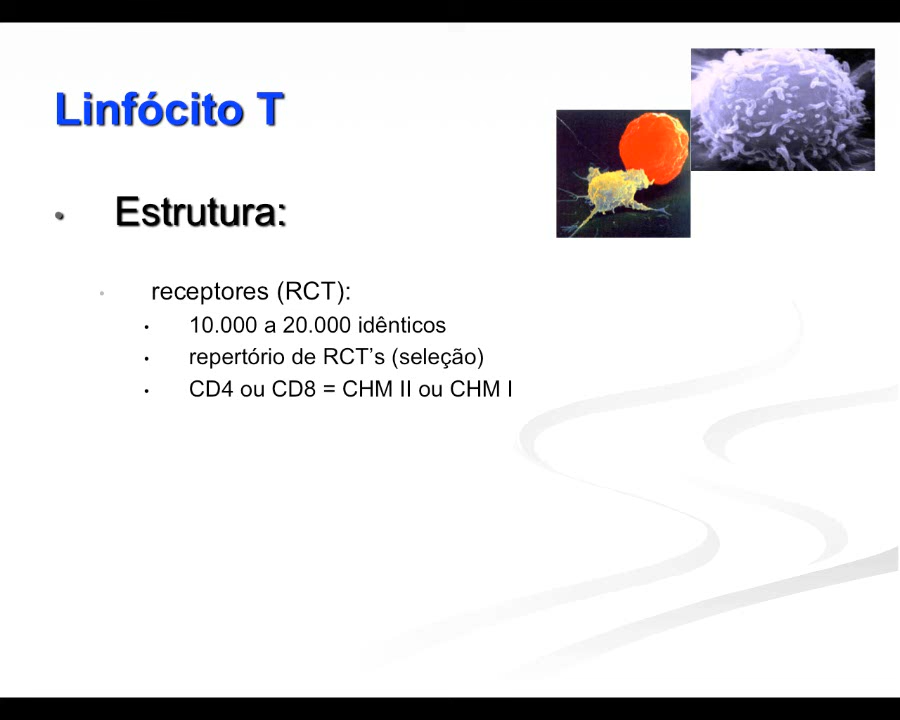 Linfócito T
• Estrutura:
• receptores (RCT):
• 10.000 a 20.000 idênticos
• repertório de RCT’s (seleção)
• CD4 ou CD8 = CHM II ou CHM I